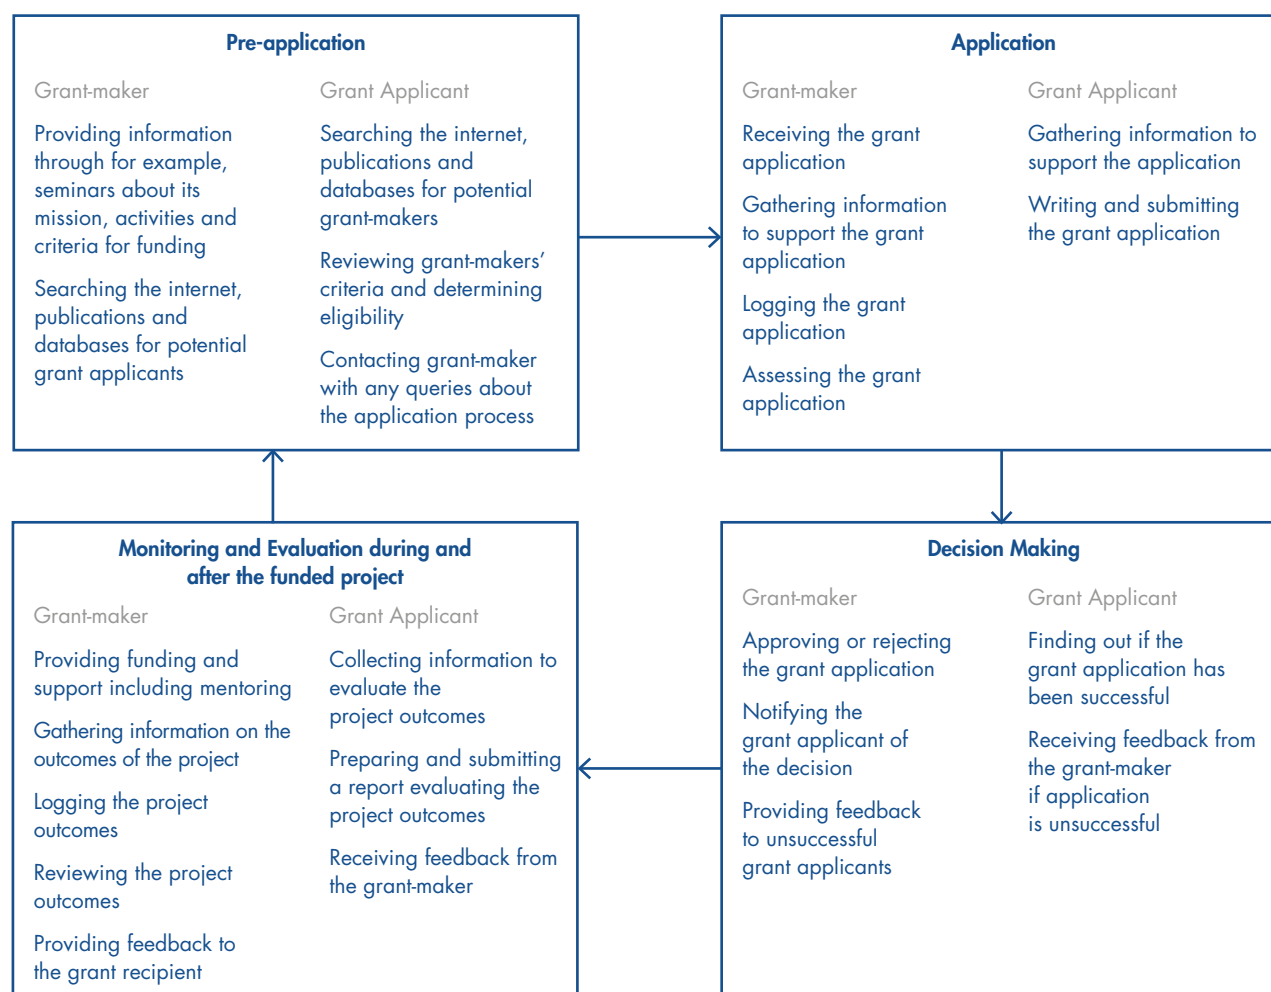 Pre-application
Grant-maker
Providing information
through for example,
seminars about its
mission, activities and
criteria for funding
Searching the internet,
publications and
databases for potential
grant applicants
Grant Applicant
Searching the internet,
publications and
databases for potential
grant-makers
Reviewing grant-makers’
criteria and determining
eligibility
Contacting grant-maker
with any queries about
the application process
Application
Grant-maker
Receiving the grant
application
Gathering information
to support the grant
application
Logging the grant
application
Assessing the grant
application
Grant Applicant
Gathering information to
support the application
Writing and submitting
the grant application
Decision Making
Grant-maker
Approving or rejecting
the grant application
Notifying the
grant applicant of
the decision
Providing feedback
to unsuccessful
grant applicants
Grant Applicant
Finding out if the
grant application has
been successful
Receiving feedback from
the grant-maker
if application
is unsuccessful
Monitoring and Evaluation during and
after the funded project
Grant-maker
Providing funding and
support including mentoring
Gathering information on the
outcomes of the project
Logging the project
outcomes
Reviewing the project
outcomes
Providing feedback to
the grant recipient
Grant Applicant
Collecting information to
evaluate the
project outcomes
Preparing and submitting
a report evaluating the
project outcomes
Receiving feedback from
the grant-maker